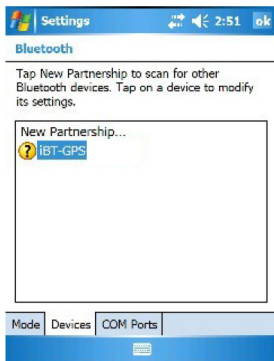 Settings 2:51 ok
Bluetooth
Tap New Partnership to scan for other
Bluetooth devices. Tap on a device to modify
its settings.
New Partnership...
iBT-GPS
Mode Devices COM Ports